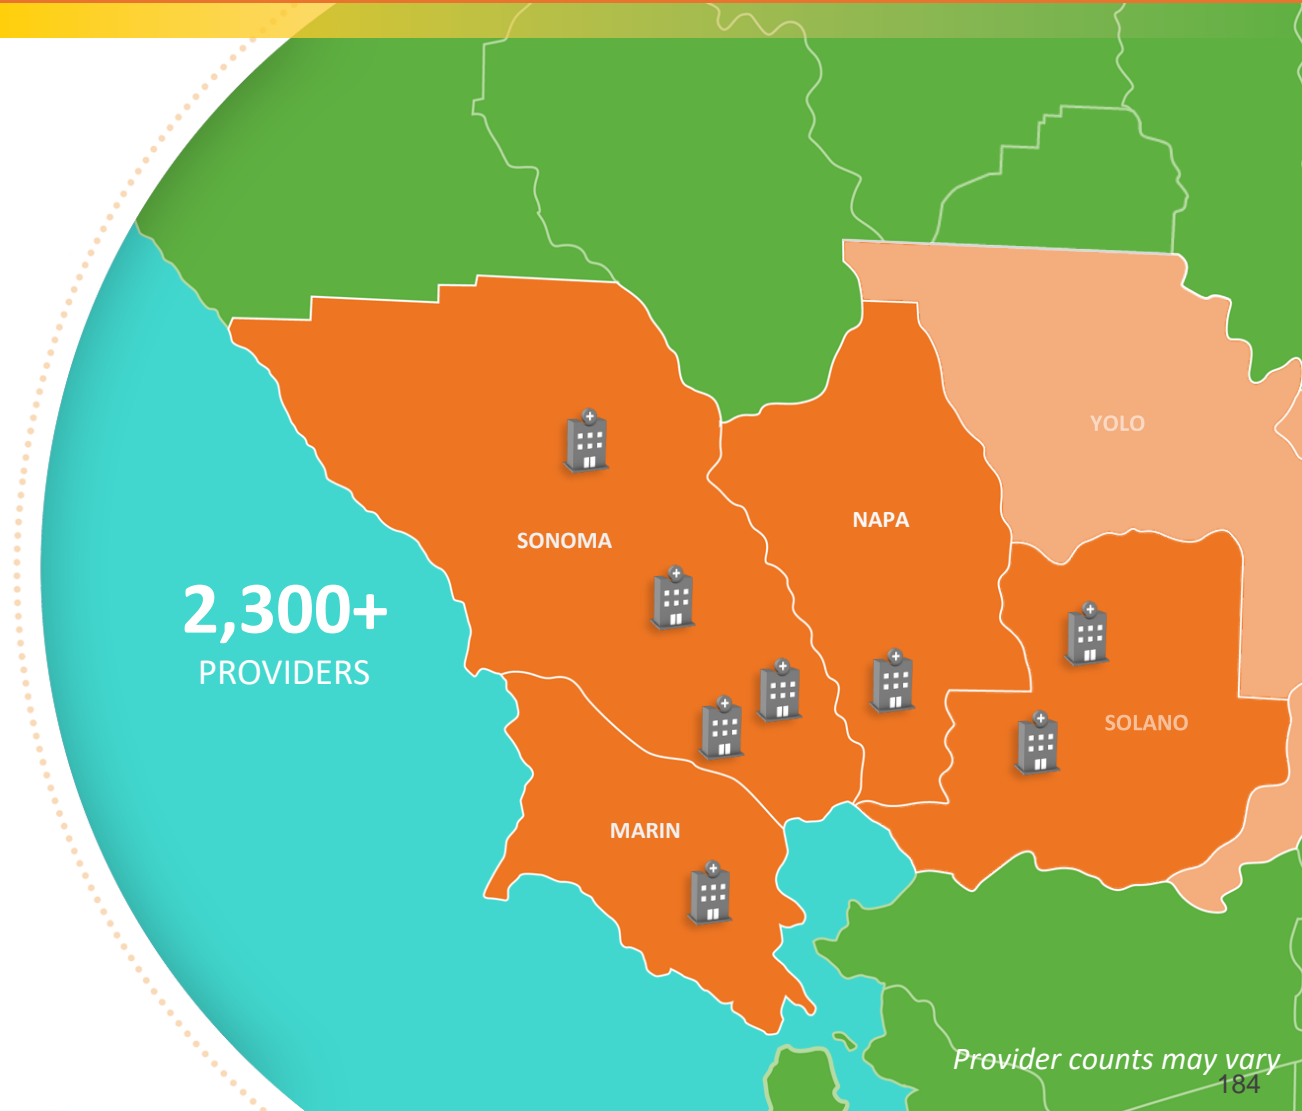 YOLO
NAPA
SONOMA
2,300+
PROVIDERS
SOLANO
MARIN
Provider counts may vary
184